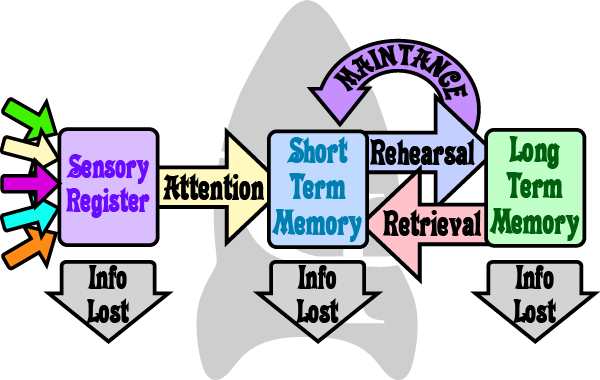 MAINTANCE
Sensory
Register
Attention
Short
Term
Memory
Rehearsal
Retrieval
Long
Term
Memory
Info
Lost
Info
Lost
Info
Lost